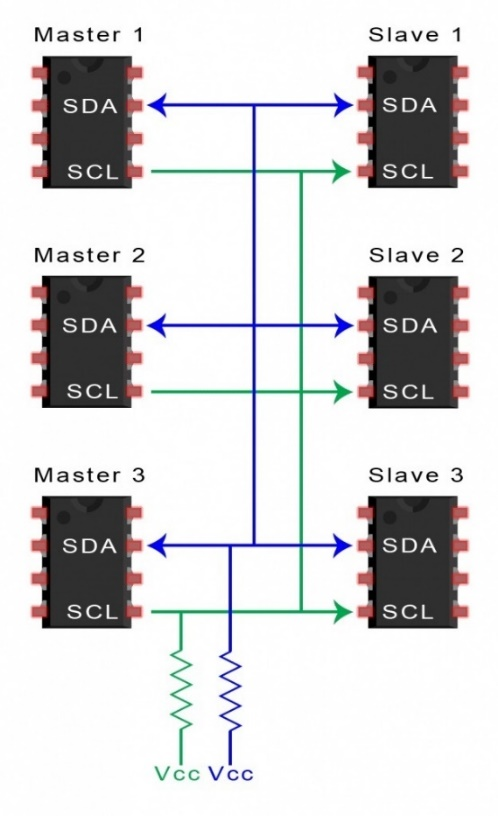 Master 1
Slave 1
SDA
SDA
SCL
SCL
Master 2
Slave 2
SDA
SDA
SCL
SCL
Master 3
Slave 3
SDA
SDA
SCL
SCL
Vcc Vcc